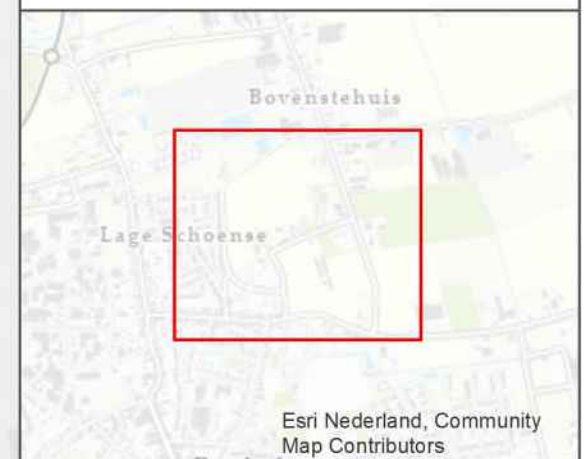 Bovenstehuis
Lage Schoense
Esri Nederland, Community
Map Contributors